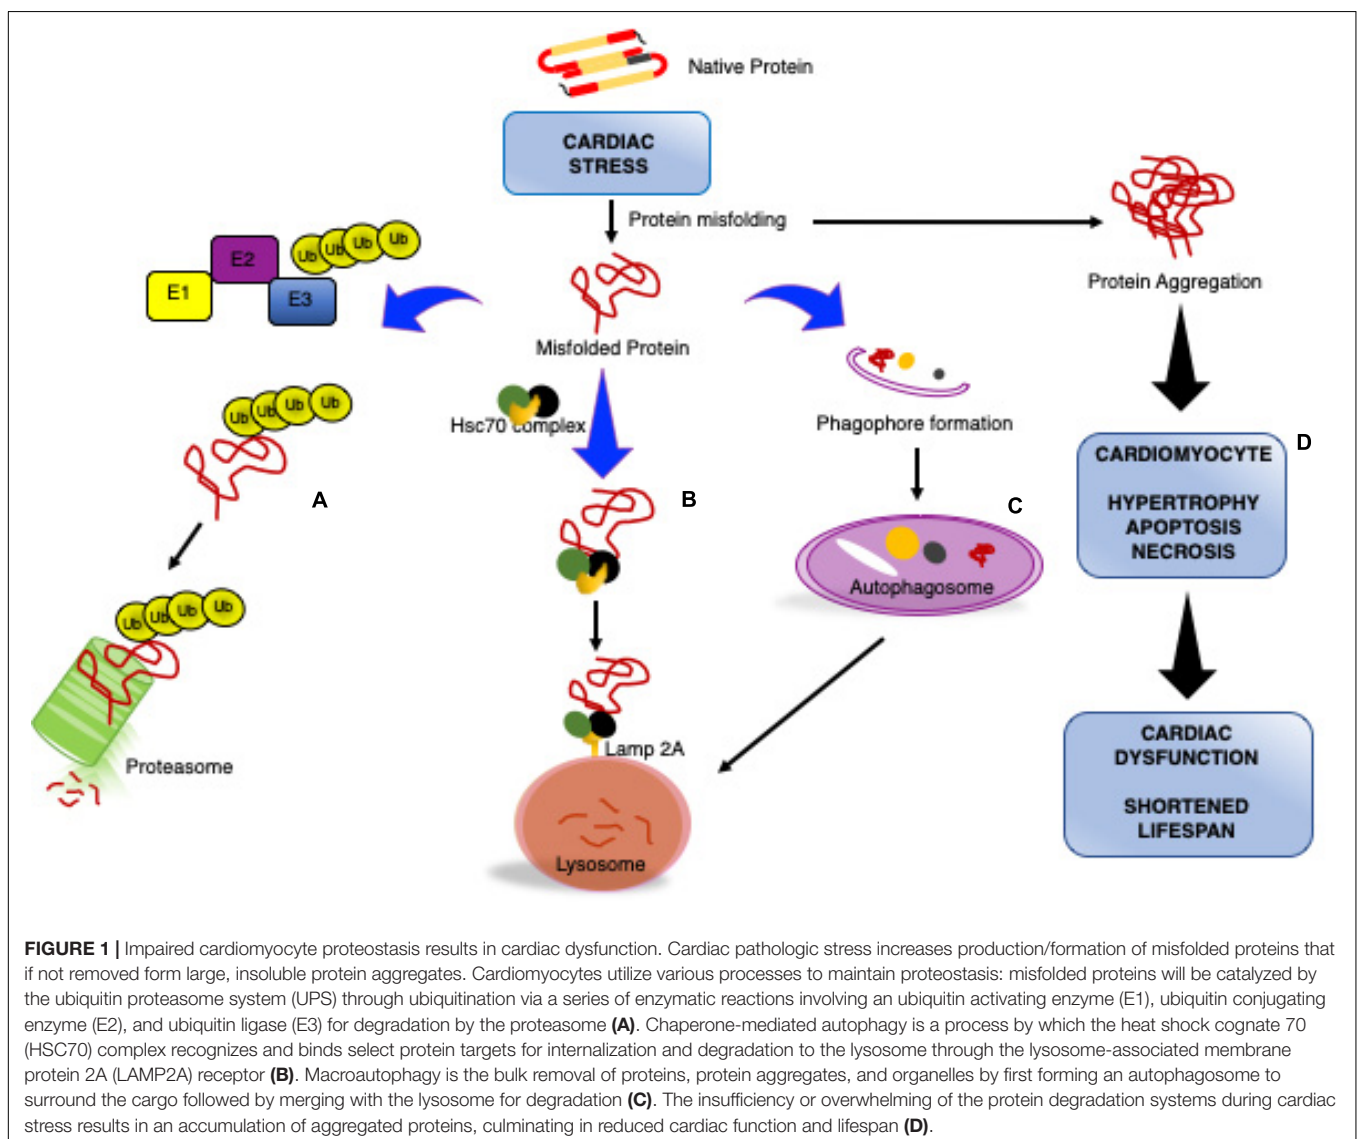 Native Protein
CARDIAC
STRESS
Protein misfolding
Protein Aggregation
Misfolded Protein
E1
E2
E3
Ub
Ub
Ub
Ub
Ub
Ub
Ub
Ub
A
Ub
Ub
Ub
Ub
Proteasome
Hsc70 complex
B
Lamp 2A
Lysosome
Phagophore formation
C
Autophagosome
D
CARDIOMYOCYTE
HYPERTROPHY
APOPTOSIS
NECROSIS
CARDIAC
DYSFUNCTION
SHORTENED
LIFESPAN
FIGURE 1 | Impaired cardiomyocyte proteostasis results in cardiac dysfunction. Cardiac pathologic stress increases production/formation of misfolded proteins that
if not removed form large, insoluble protein aggregates. Cardiomyocytes utilize various processes to maintain proteostasis: misfolded proteins will be catalyzed by
the ubiquitin proteasome system (UPS) through ubiquitination via a series of enzymatic reactions involving an ubiquitin activating enzyme (E1), ubiquitin conjugating
enzyme (E2), and ubiquitin ligase (E3) for degradation by the proteasome (A). Chaperone-mediated autophagy is a process by which the heat shock cognate 70
(HSC70) complex recognizes and binds select protein targets for internalization and degradation to the lysosome through the lysosome-associated membrane
protein 2A (LAMP2A) receptor (B). Macroautophagy is the bulk removal of proteins, protein aggregates, and organelles by first forming an autophagosome to
surround the cargo followed by merging with the lysosome for degradation (C). The insufficiency or overwhelming of the protein degradation systems during cardiac
stress results in an accumulation of aggregated proteins, culminating in reduced cardiac function and lifespan (D).